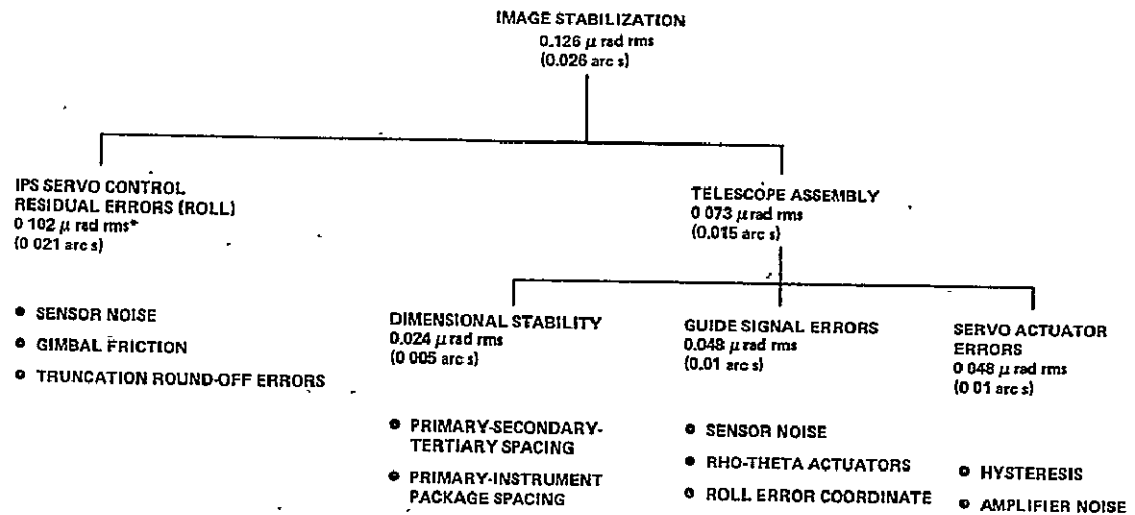 IMAGE STABILIZATION
0.126 μ rad rms
(0.026 arc s)
IPS SERVO CONTROL
RESIDUAL ERRORS (ROLL)
0 102 μ rad rms*
(0 021 arc s)
● SENSOR NOISE
● GIMBAL FRICTION
● TRUNCATION ROUND-OFF ERRORS
TELESCOPE ASSEMBLY
0 073 μ rad rms
(0.015 arc s)
DIMENSIONAL STABILITY
0.024 μ rad rms
(0 005 arc s)
● PRIMARY-SECONDARY-
TERTIARY SPACING
● PRIMARY-INSTRUMENT
PACKAGE SPACING
GUIDE SIGNAL ERRORS
0.048 μ rad rms
(0.01 arc s)
● SENSOR NOISE
● RHO-THETA ACTUATORS
● ROLL ERROR COORDINATE
SERVO ACTUATOR
ERRORS
0 048 μ rad rms
(0 01 arc s)
● HYSTERESIS
● AMPLIFIER NOISE